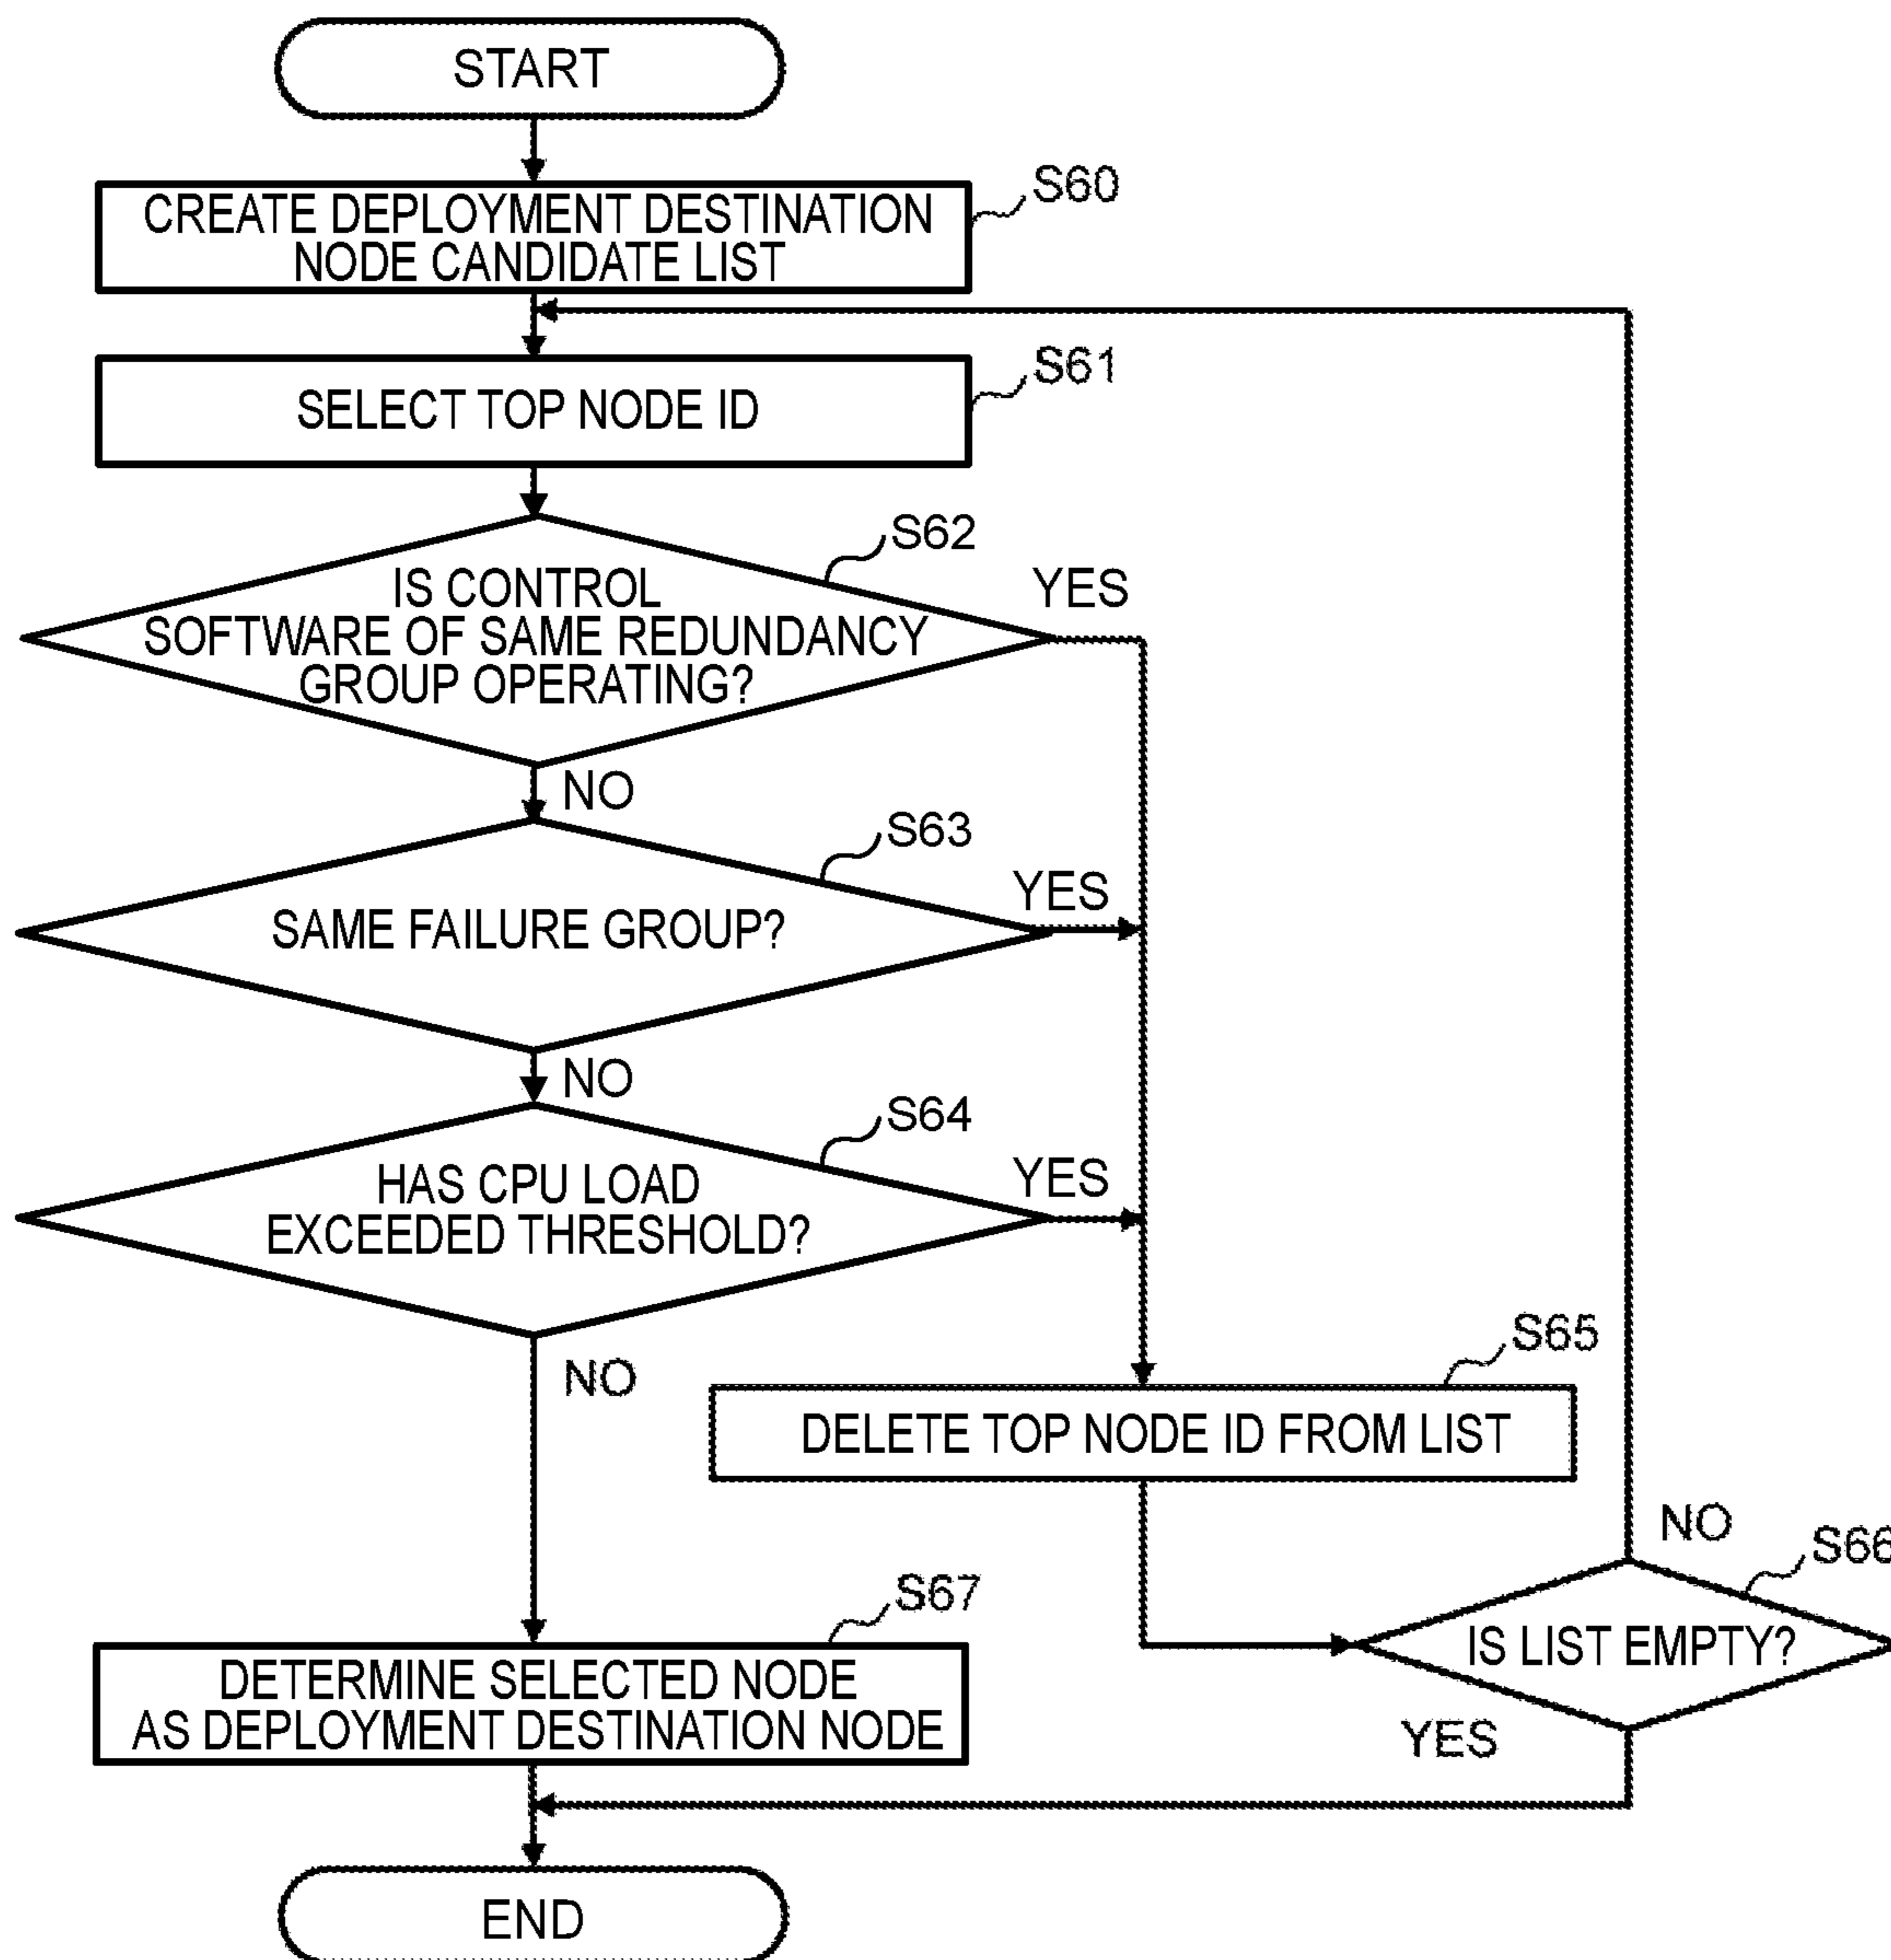 START
S60
CREATE DEPLOYMENT DESTINATION
NODE CANDIDATE LIST
S61
SELECT TOP NODE ID
S62
IS CONTROL
SOFTWARE OF SAME REDUNDANCY
GROUP OPERATING?
YES
NO
S63
SAME FAILURE GROUP?
YES
NO
S64
HAS CPU LOAD
EXCEEDED THRESHOLD?
YES
NO
S65
DELETE TOP NODE ID FROM LIST
NO
S66
IS LIST EMPTY?
YES
S67
DETERMINE SELECTED NODE
AS DEPLOYMENT DESTINATION NODE
END